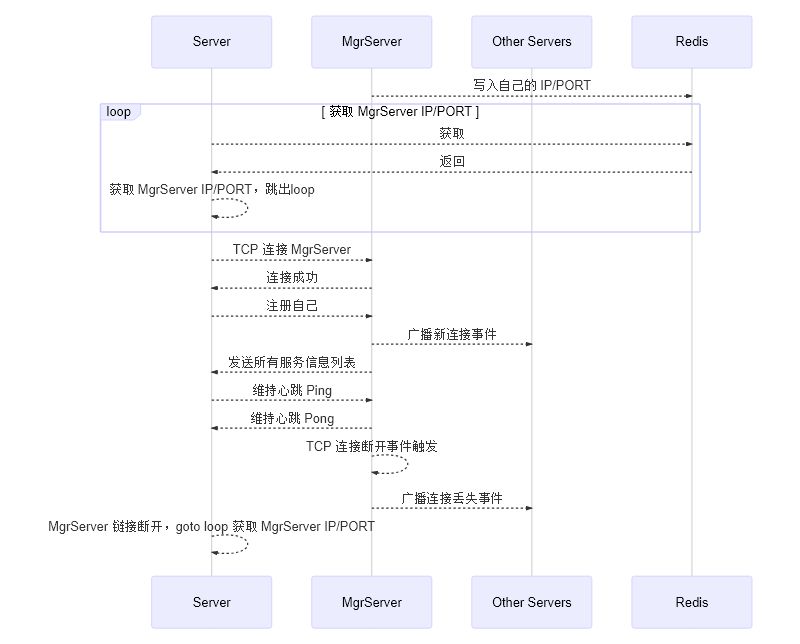 Server
MgrServer
Other Servers
Redis
写入自己的 IP/PORT
loop
[ 获取 MgrServer IP/PORT ]
获取
返回
获取 MgrServer IP/PORT，跳出loop
TCP 连接 MgrServer
连接成功
注册自己
广播新连接事件
发送所有服务信息列表
维持心跳 Ping
维持心跳 Pong
TCP 连接断开事件触发
广播连接丢失事件
MgrServer 链接断开，goto loop 获取 MgrServer IP/PORT
Server
MgrServer
Other Servers
Redis